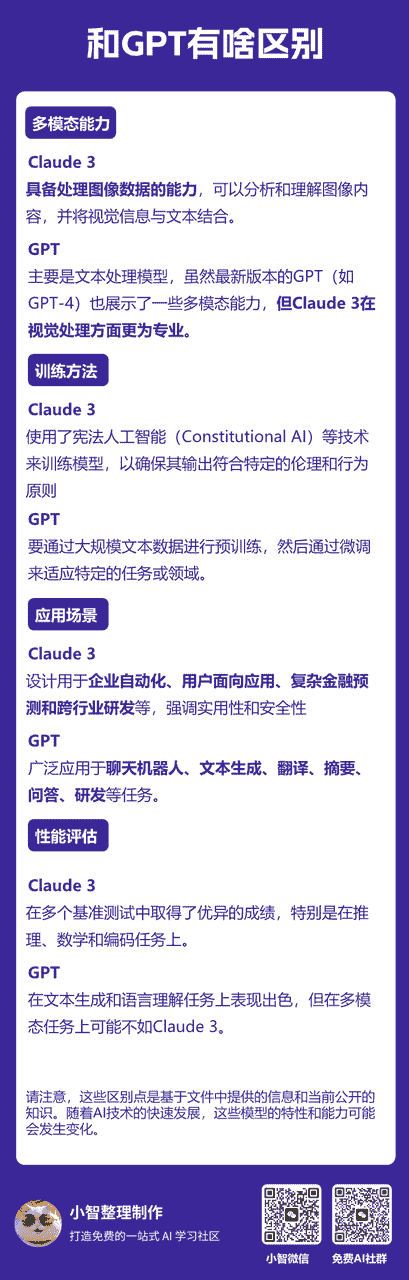 和GPT有啥区别
多模态能力
Claude 3
具备处理图像数据的能力，可以分析和理解图像内
容，并将视觉信息与文本结合。
GPT
主要是文本处理模型，虽然最新版本的GPT（如
GPT-4）也展示了一些多模态能力，但Claude 3在
视觉处理方面更为专业。
训练方法
Claude 3
使用了宪法人工智能（Constitutional AI）等技术
来训练模型，以确保其输出符合特定的伦理和行为
原则
GPT
要通过大规模文本数据进行预训练，然后通过微调
来适应特定的任务或领域。
应用场景
Claude 3
设计用于企业自动化、用户面向应用、复杂金融预
测和跨行业研发等，强调实用性和安全性
GPT
广泛应用于聊天机器人、文本生成、翻译、摘要、
问答、研发等任务。
性能评估
Claude 3
在多个基准测试中取得了优异的成绩，特别是在推
理、数学和编码任务上。
GPT
在文本生成和语言理解任务上表现出色，但在多模
态任务上可能不如Claude 3。
请注意，这些区别点是基于文件中提供的信息和当前公开的
知识。随着AI技术的快速发展，这些模型的特性和能力可能
会发生变化。
小智整理制作
打造免费的一站式 AI 学习社区
小智微信
免费AI社群